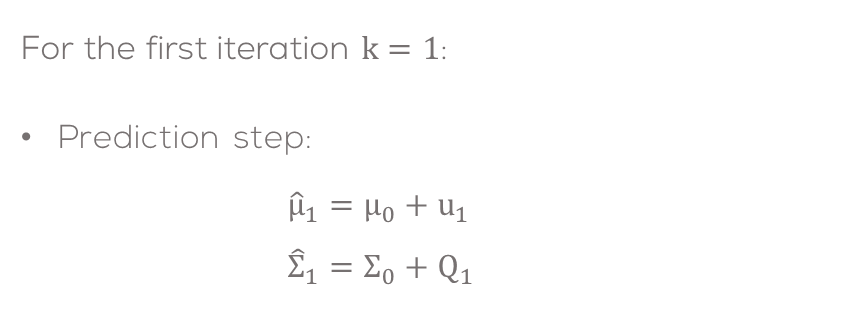 For the first iteration k = 1:
• Prediction step:
μ̂₁ = μ₀ + u₁
Σ̂₁ = Σ₀ + Q₁